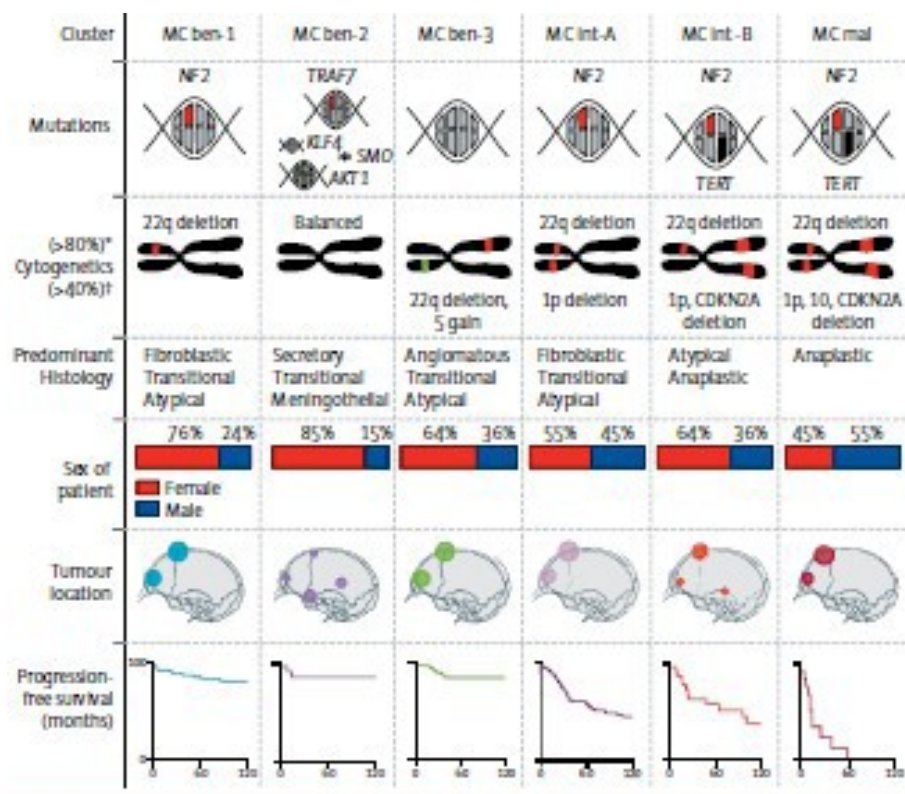 Cluster MC ben-1 MC ben-2 MC ben-3 MC int-A MC int-B MC mal
Mutations
NF2 TRAF7 NF2 NF2 NF2
KLF4
SMO
AKT1
TERT TERT
(>80%)*
Cytogenetics
(>40%)†
22q deletion Balanced 22q deletion 22q deletion 22q deletion
22q deletion, 1p deletion 1p, CDKN2A 1p, 10, CDKN2A
5 gain deletion deletion
Predominant
Histology
Fibroblastic Secretory Angiomatous Fibroblastic Atypical Anaplastic
Transitional Transitional Transitional Transitional Anaplastic
Atypical Meningothelial Atypical Atypical
Sex of
patient
76% 24% 85% 15% 64% 36% 55% 45% 64% 36% 45% 55%
Female
Male
Tumour
location
Progression-
free survival
(months)
100
0
0 60 120 0 60 120 0 60 120 0 60 120 0 60 120 0 60 120